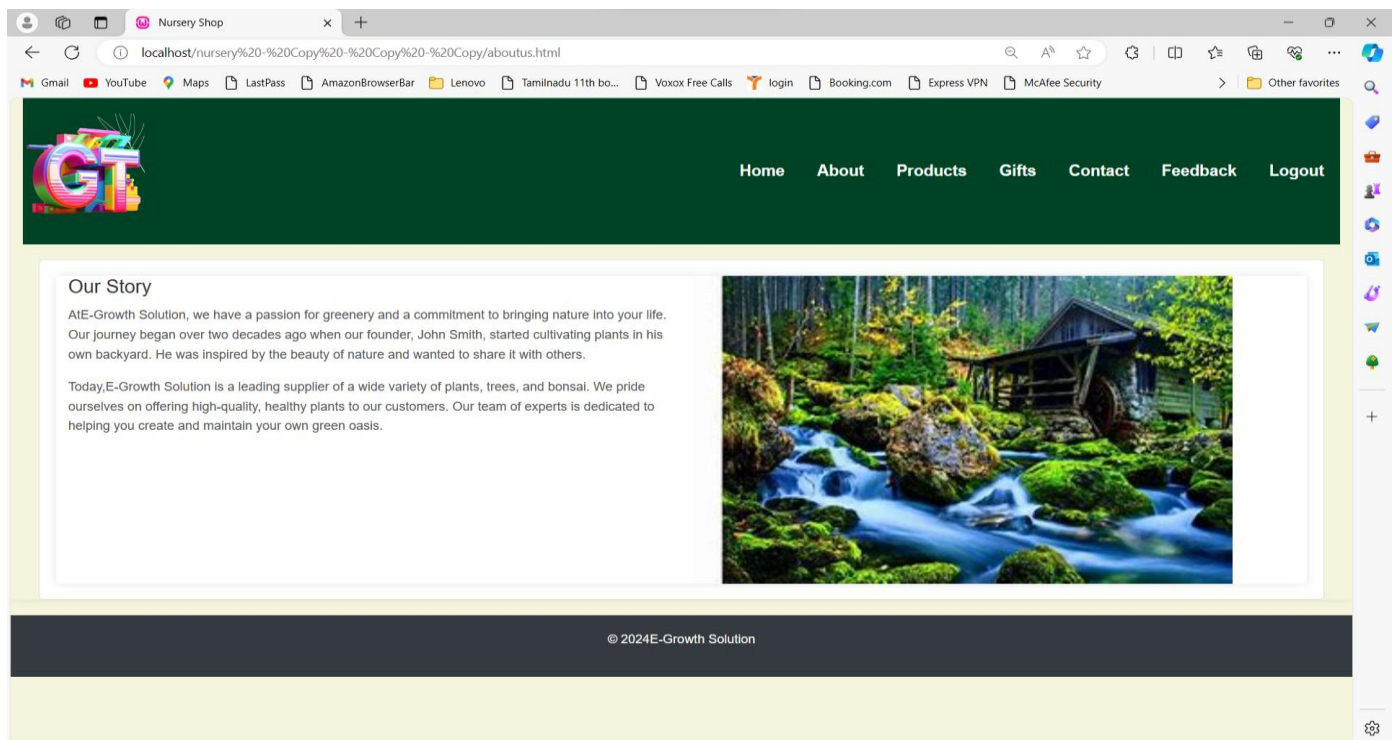 Nursery Shop
localhost/nursery%20-%20Copy%20-%20Copy%20-%20Copy/aboutus.html
Gmail YouTube Maps LastPass AmazonBrowserBar Lenovo Tamilnadu 11th bo... Voxox Free Calls login Booking.com Express VPN McAfee Security Other favorites
GT
Home About Products Gifts Contact Feedback Logout
Our Story
AtE-Growth Solution, we have a passion for greenery and a commitment to bringing nature into your life.
Our journey began over two decades ago when our founder, John Smith, started cultivating plants in his
own backyard. He was inspired by the beauty of nature and wanted to share it with others.
Today,E-Growth Solution is a leading supplier of a wide variety of plants, trees, and bonsai. We pride
ourselves on offering high-quality, healthy plants to our customers. Our team of experts is dedicated to
helping you create and maintain your own green oasis.
© 2024E-Growth Solution